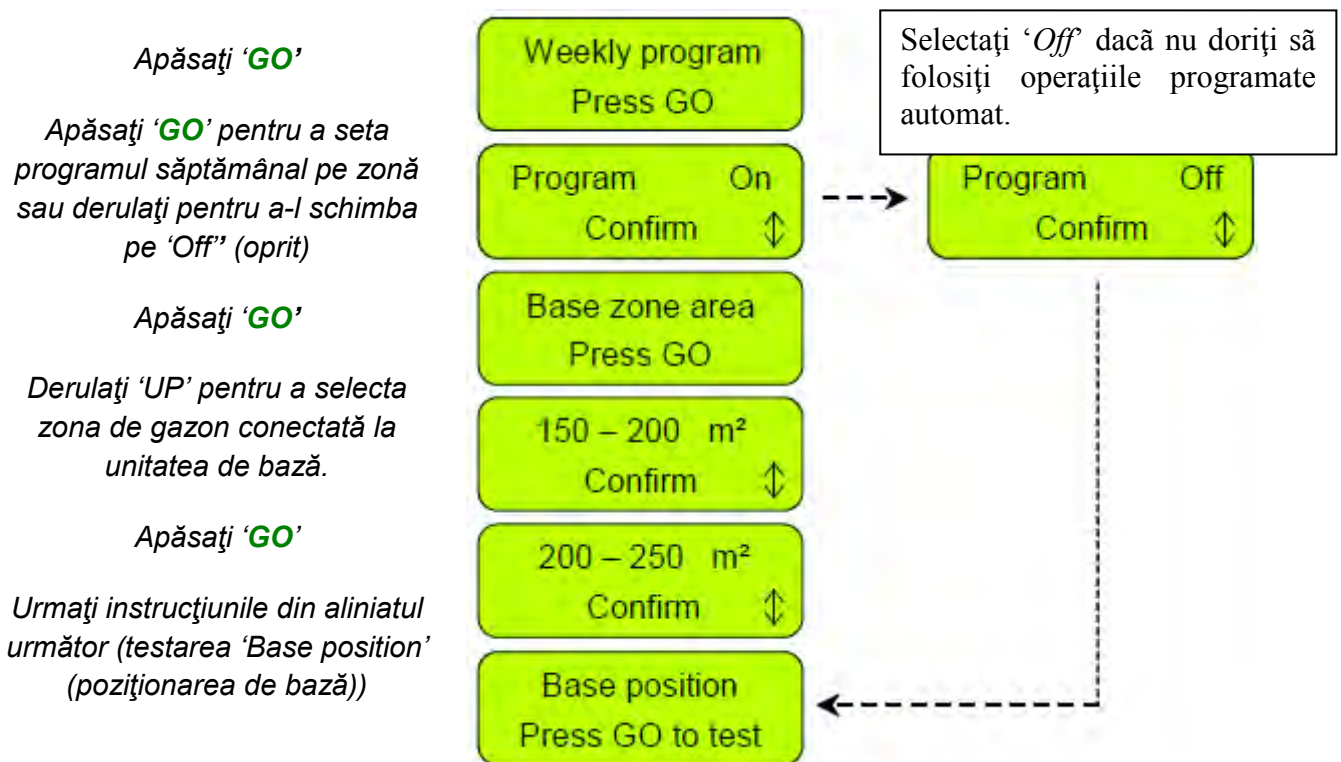 Apăsaţi ‘GO’
Apăsaţi ‘GO’ pentru a seta
programul săptămânal pe zonă
sau derulaţi pentru a-l schimba
pe ‘Off’’ (oprit)
Apăsaţi ‘GO’
Derulaţi ‘UP’ pentru a selecta
zona de gazon conectată la
unitatea de bază.
Apăsaţi ‘GO’
Urmaţi instrucţiunile din aliniatul
următor (testarea ‘Base position’
(poziţionarea de bază))
Weekly program
Press GO
Program On
Confirm ↕
Base zone area
Press GO
150 – 200 m²
Confirm ↕
200 – 250 m²
Confirm ↕
Base position
Press GO to test
Selectaţi ‘Off’ dacã nu doriţi sã
folosiţi operaţiile programate
automat.
Program Off
Confirm ↕